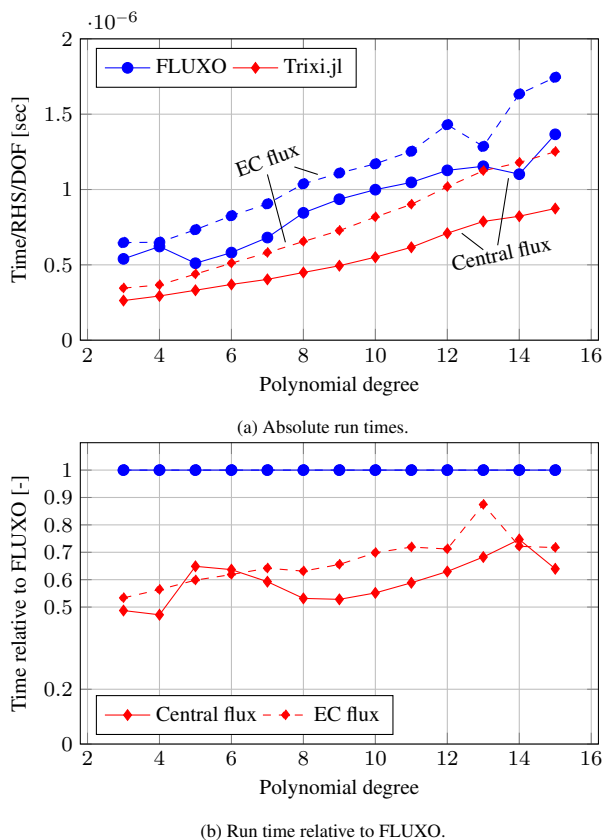 ·10−6
2
1.5
1
0.5
0
Time/RHS/DOF [sec]
FLUXO Trixi.jl
EC flux
Central flux
2 4 6 8 10 12 14 16
Polynomial degree
(a) Absolute run times.
1
0.9
0.8
0.7
0.6
0.5
0.2
0
Time relative to FLUXO [-]
Central flux EC flux
2 4 6 8 10 12 14 16
Polynomial degree
(b) Run time relative to FLUXO.